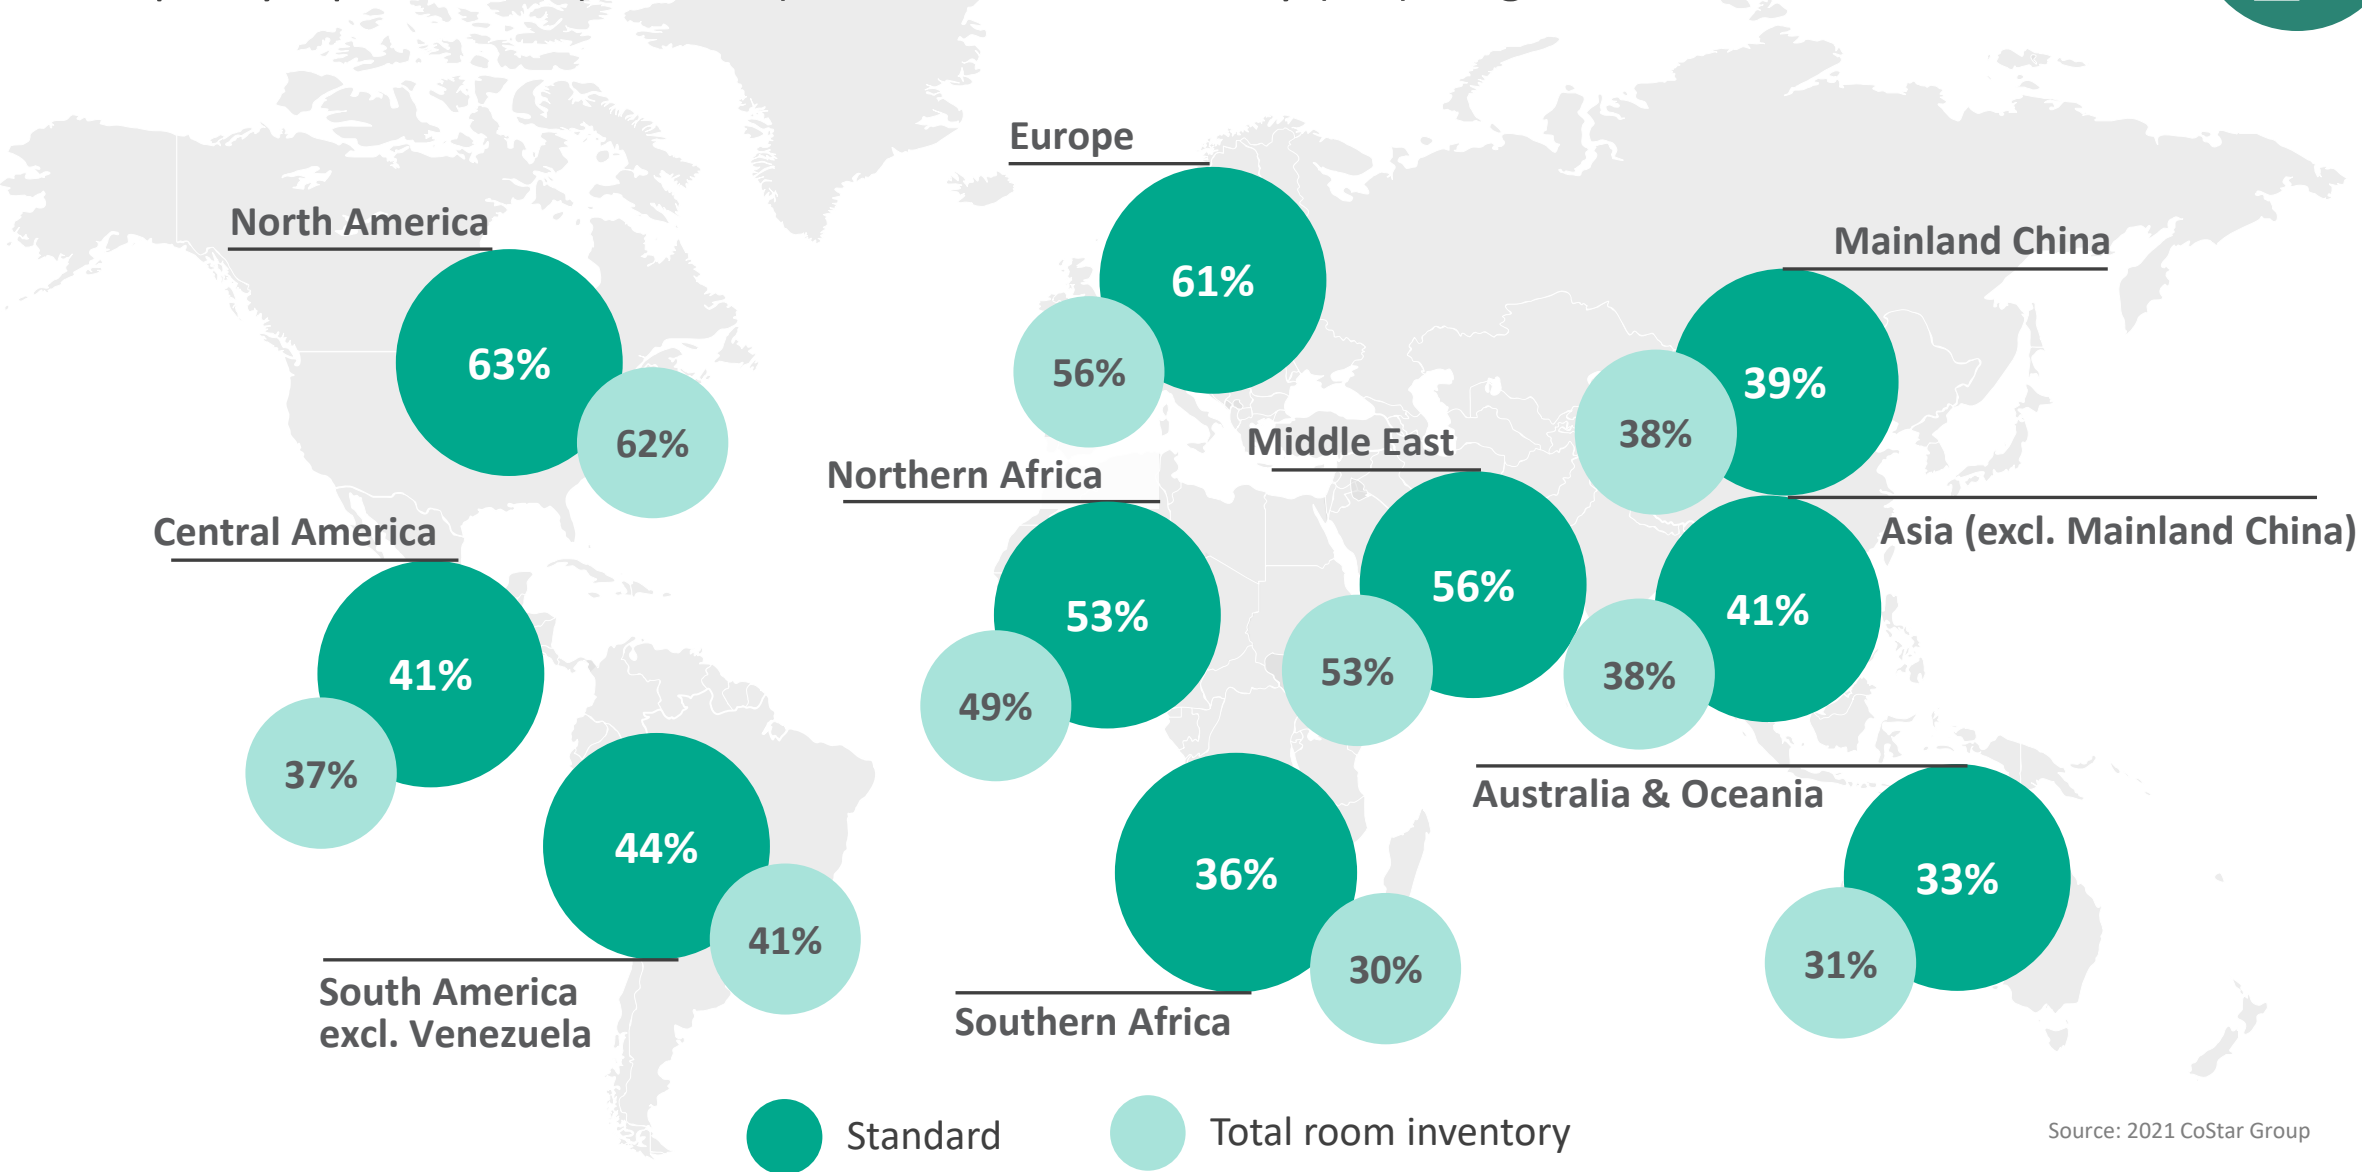 Europe
61%
56%
North America
63%
62%
Mainland China
39%
38%
Middle East
56%
53%
Northern Africa
53%
49%
Asia (excl. Mainland China)
41%
38%
Central America
41%
37%
44%
41%
South America
excl. Venezuela
36%
30%
Southern Africa
Australia & Oceania
33%
31%
Standard
Total room inventory
Source: 2021 CoStar Group